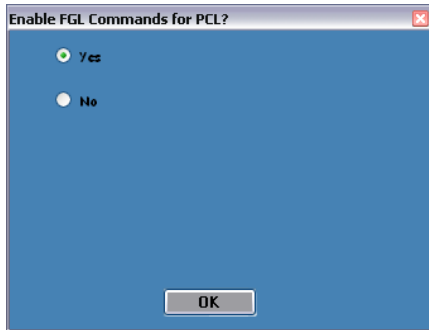 Enable FGL Commands for PCL?
Yes
No
OK